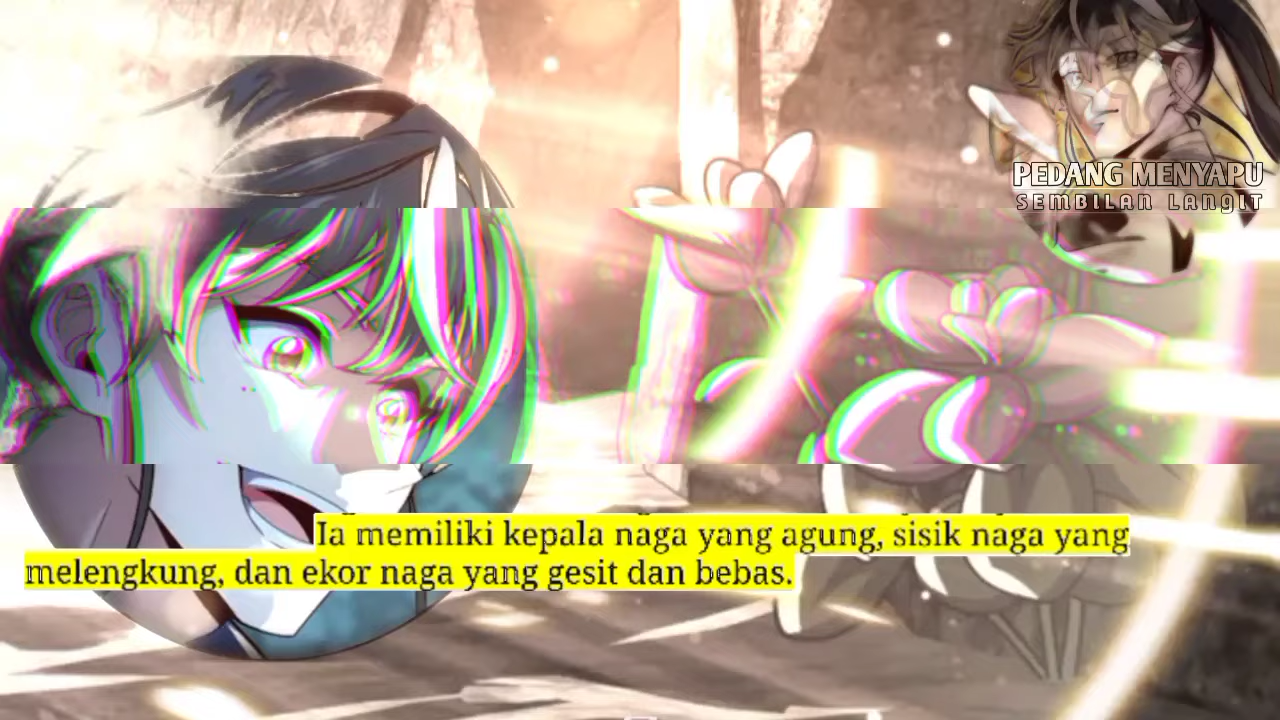 PEDANG MENYAPU
SEMBILAN LANGIT
Ia memiliki kepala naga yang agung, sisik naga yang
melengkung, dan ekor naga yang gesit dan bebas.